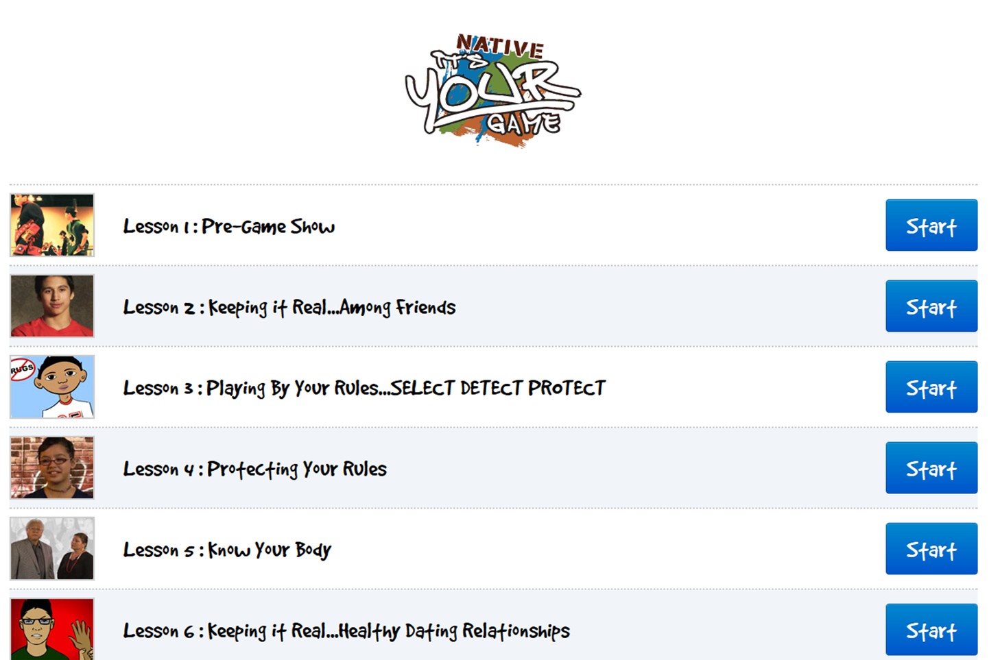 NATIVE
IT'S
YOUR
GAME
Lesson 1 : Pre-Game Show
Start
Lesson 2 : Keeping it Real...Among Friends
Start
RUGS
Lesson 3 : Playing By Your Rules...SELECT DETECT PROTECT
Start
Lesson 4 : Protecting Your Rules
Start
Lesson 5 : Know Your Body
Start
Lesson 6 : Keeping it Real...Healthy Dating Relationships
Start